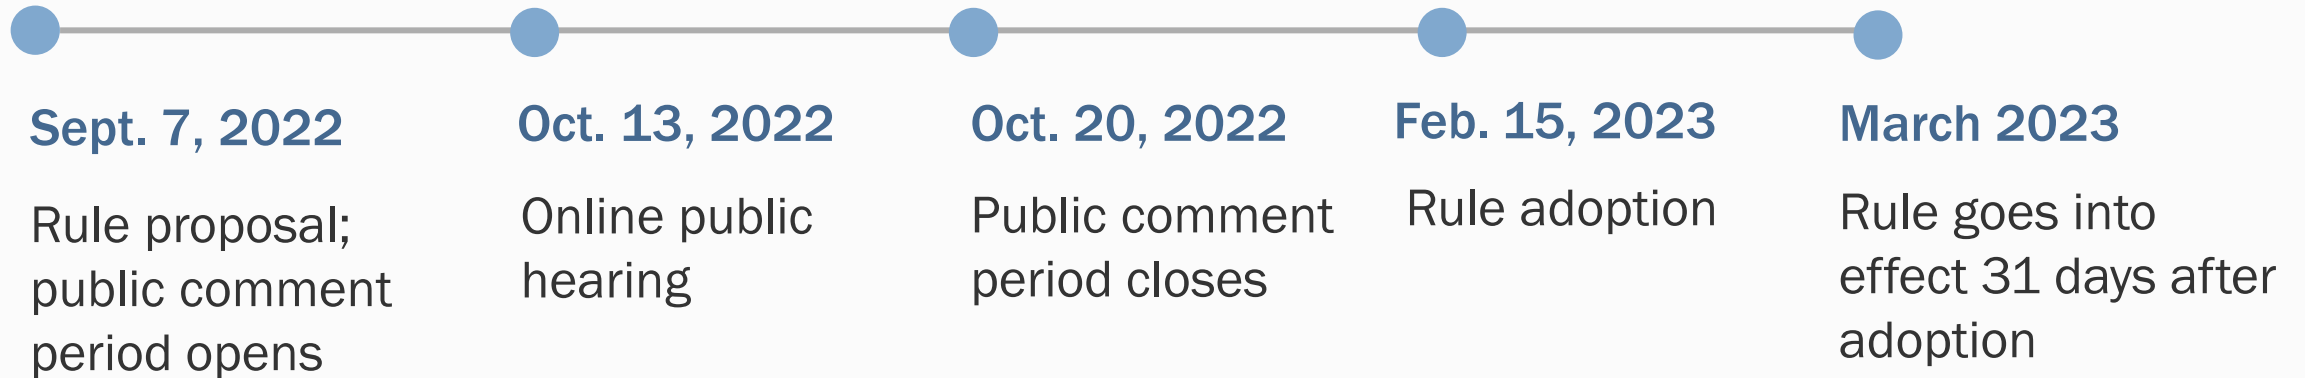 Sept. 7, 2022
Rule proposal;
public comment
period opens
Oct. 13, 2022
Online public
hearing
Oct. 20, 2022
Public comment
period closes
Feb. 15, 2023
Rule adoption
March 2023
Rule goes into
effect 31 days after
adoption